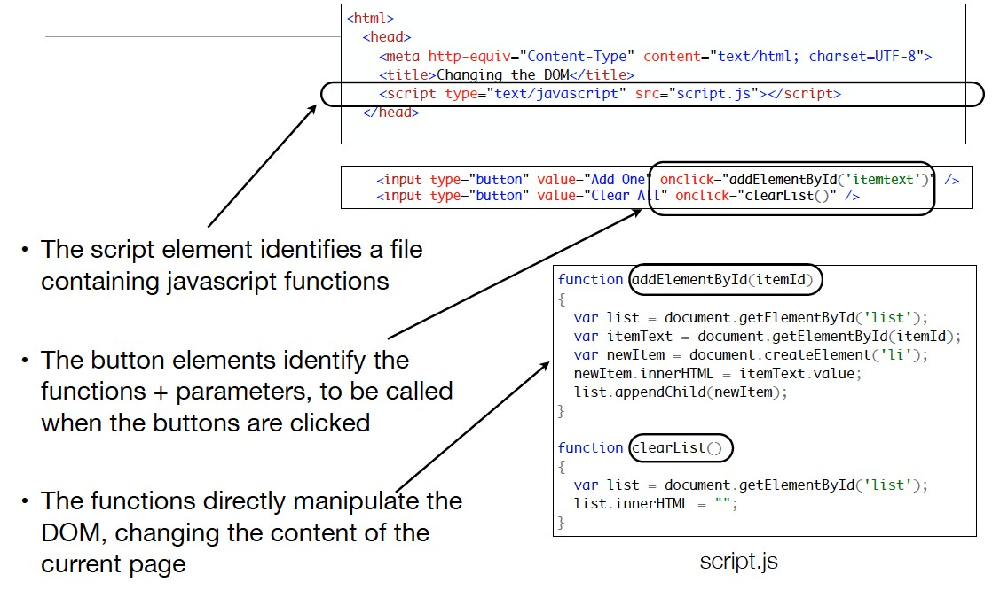 <html>
<head>
<meta http-equiv="Content-Type" content="text/html; charset=UTF-8">
<title>Changing the DOM</title>
<script type="text/javascript" src="script.js"></script>
</head>
<input type="button" value="Add One" onclick="addElementById('itemtext')" />
<input type="button" value="Clear All" onclick="clearList()" />
• The script element identifies a file
containing javascript functions
• The button elements identify the
functions + parameters, to be called
when the buttons are clicked
• The functions directly manipulate the
DOM, changing the content of the
current page
function addElementById(itemId)
{
var list = document.getElementById('list');
var itemText = document.getElementById(itemId);
var newItem = document.createElement('li');
newItem.innerHTML = itemText.value;
list.appendChild(newItem);
}
function clearList()
{
var list = document.getElementById('list');
list.innerHTML = "";
}
script.js